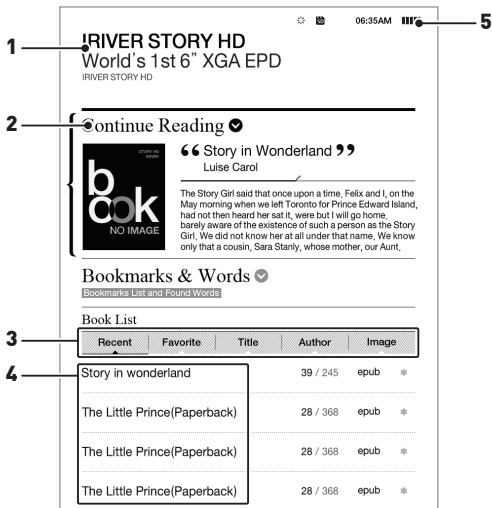 06:35AM
5
1
IRIVER STORY HD
World's 1st 6" XGA EPD
IRIVER STORY HD
2
Continue Reading
STORY HD
IRIVER
book
NO IMAGE
❝ Story in Wonderland ❞
Luise Carol
The Story Girl said that once upon a time, Felix and I, on the
May morning when we left Toronto for Prince Edward Island,
had not then heard her sat it, were but I will go home,
barely aware of the existence of such a person as the Story
Girl, We did not know her at all under that name, We know
only that a cousin, Sara Stanly, whose mother, our Aunt,
Bookmarks & Words
Bookmarks List and Found Words
Book List
3
Recent Favorite Title Author Image
4
Story in wonderland 39 / 245 epub
The Little Prince(Paperback) 28 / 368 epub
The Little Prince(Paperback) 28 / 368 epub
The Little Prince(Paperback) 28 / 368 epub